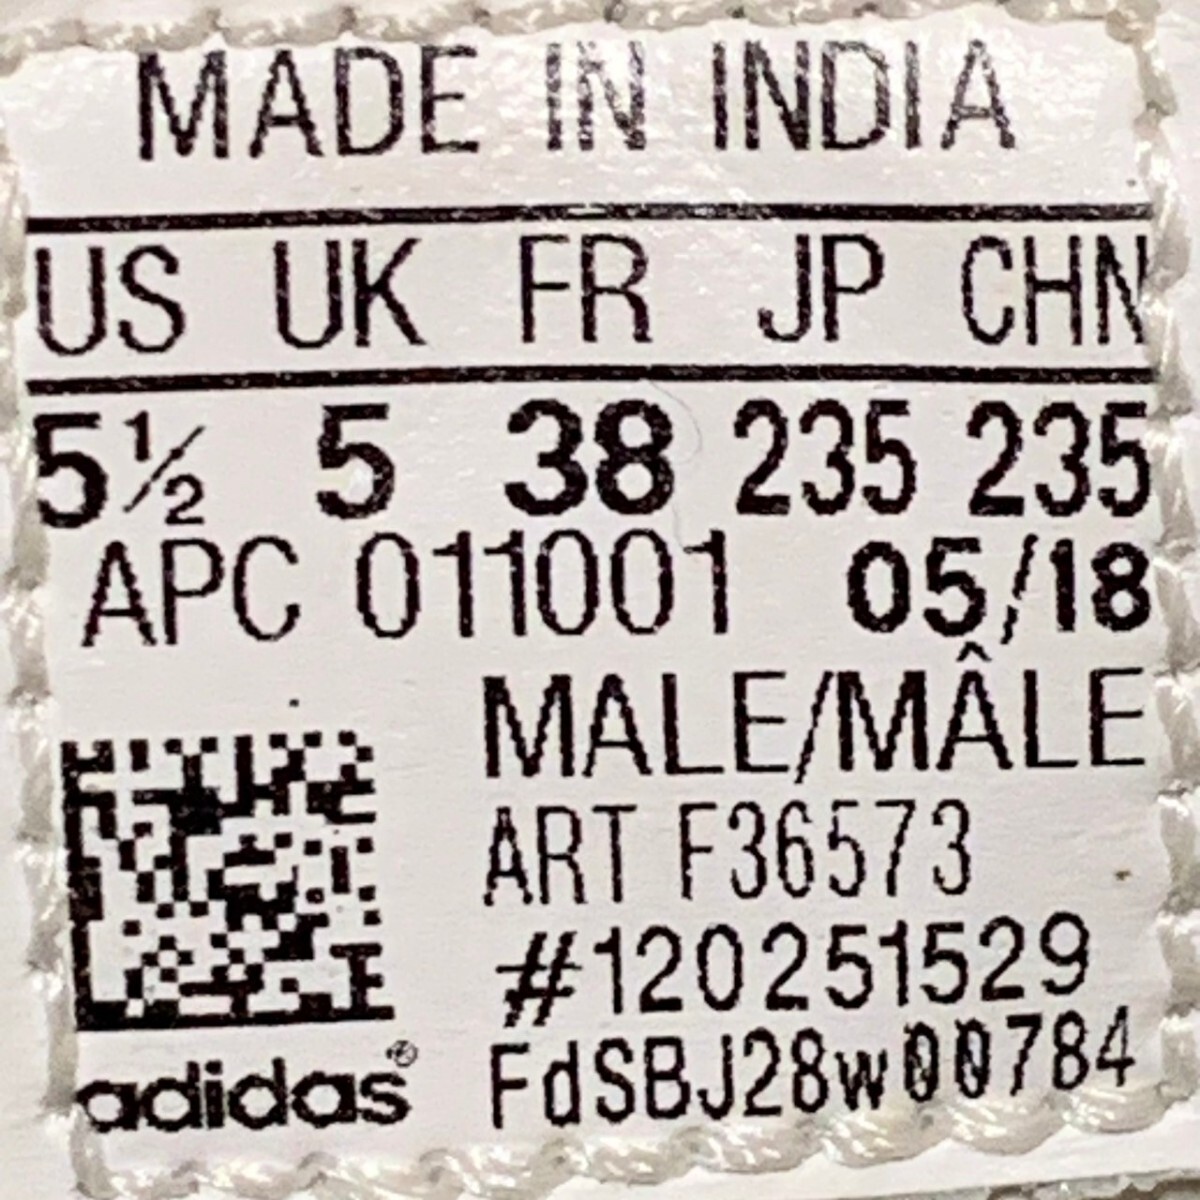 MADE IN INDIA
US UK FR JP CHN
5½ 5 38 235 235
APC 011001 05/18
MALE/MÂLE
ART F36573
#120251529
FdSBJ28w00784
adidas®